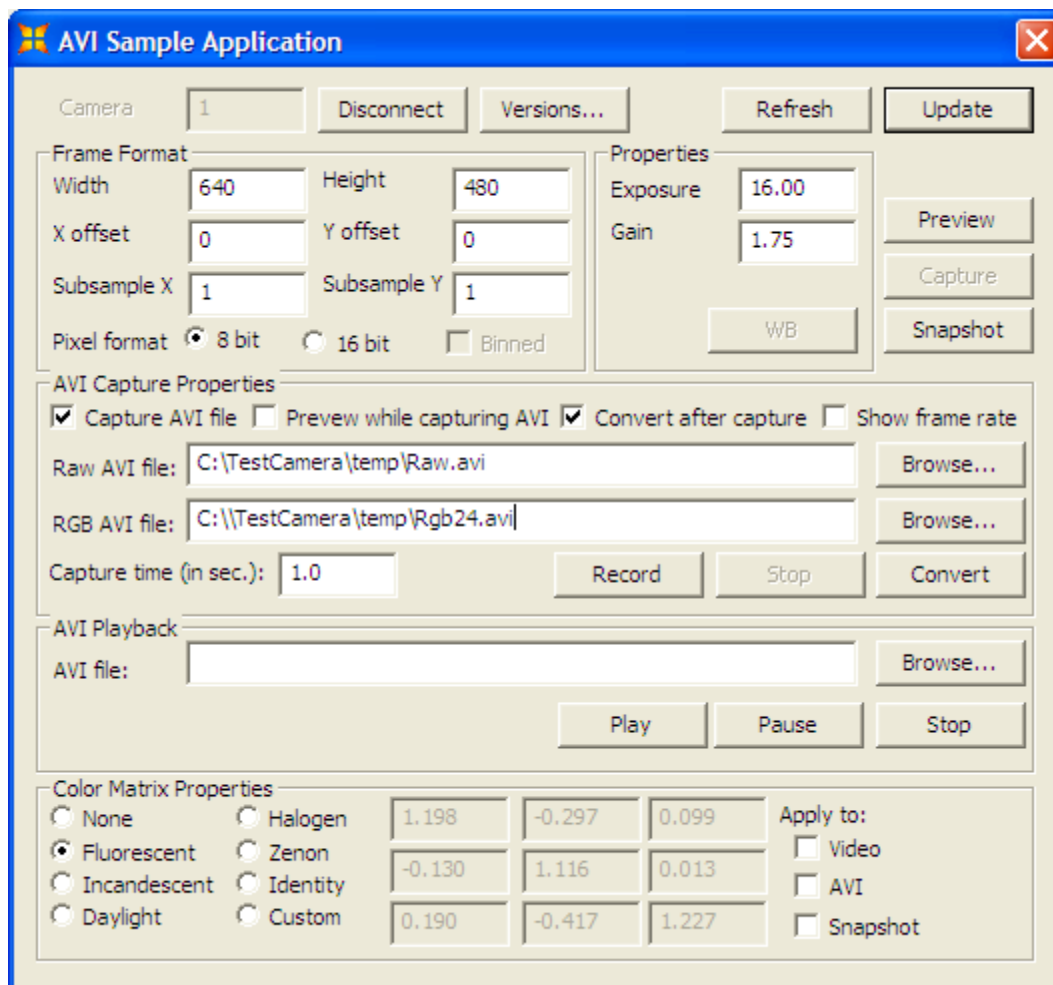 AVI Sample Application
Camera 1 Disconnect Versions... Refresh Update
Frame Format
Width 640 Height 480
X offset 0 Y offset 0
Subsample X 1 Subsample Y 1
Pixel format 8 bit 16 bit Binned
Properties
Exposure 16.00
Gain 1.75
WB
Preview
Capture
Snapshot
AVI Capture Properties
Capture AVI file Prevew while capturing AVI Convert after capture Show frame rate
Raw AVI file: C:\TestCamera\temp\Raw.avi Browse...
RGB AVI file: C:\\TestCamera\temp\Rgb24.avi Browse...
Capture time (in sec.): 1.0 Record Stop Convert
AVI Playback
AVI file: Browse...
Play Pause Stop
Color Matrix Properties
None Halogen 1.198 -0.297 0.099 Apply to:
Fluorescent Zenon -0.130 1.116 0.013 Video
Incandescent Identity AVI
Daylight Custom 0.190 -0.417 1.227 Snapshot